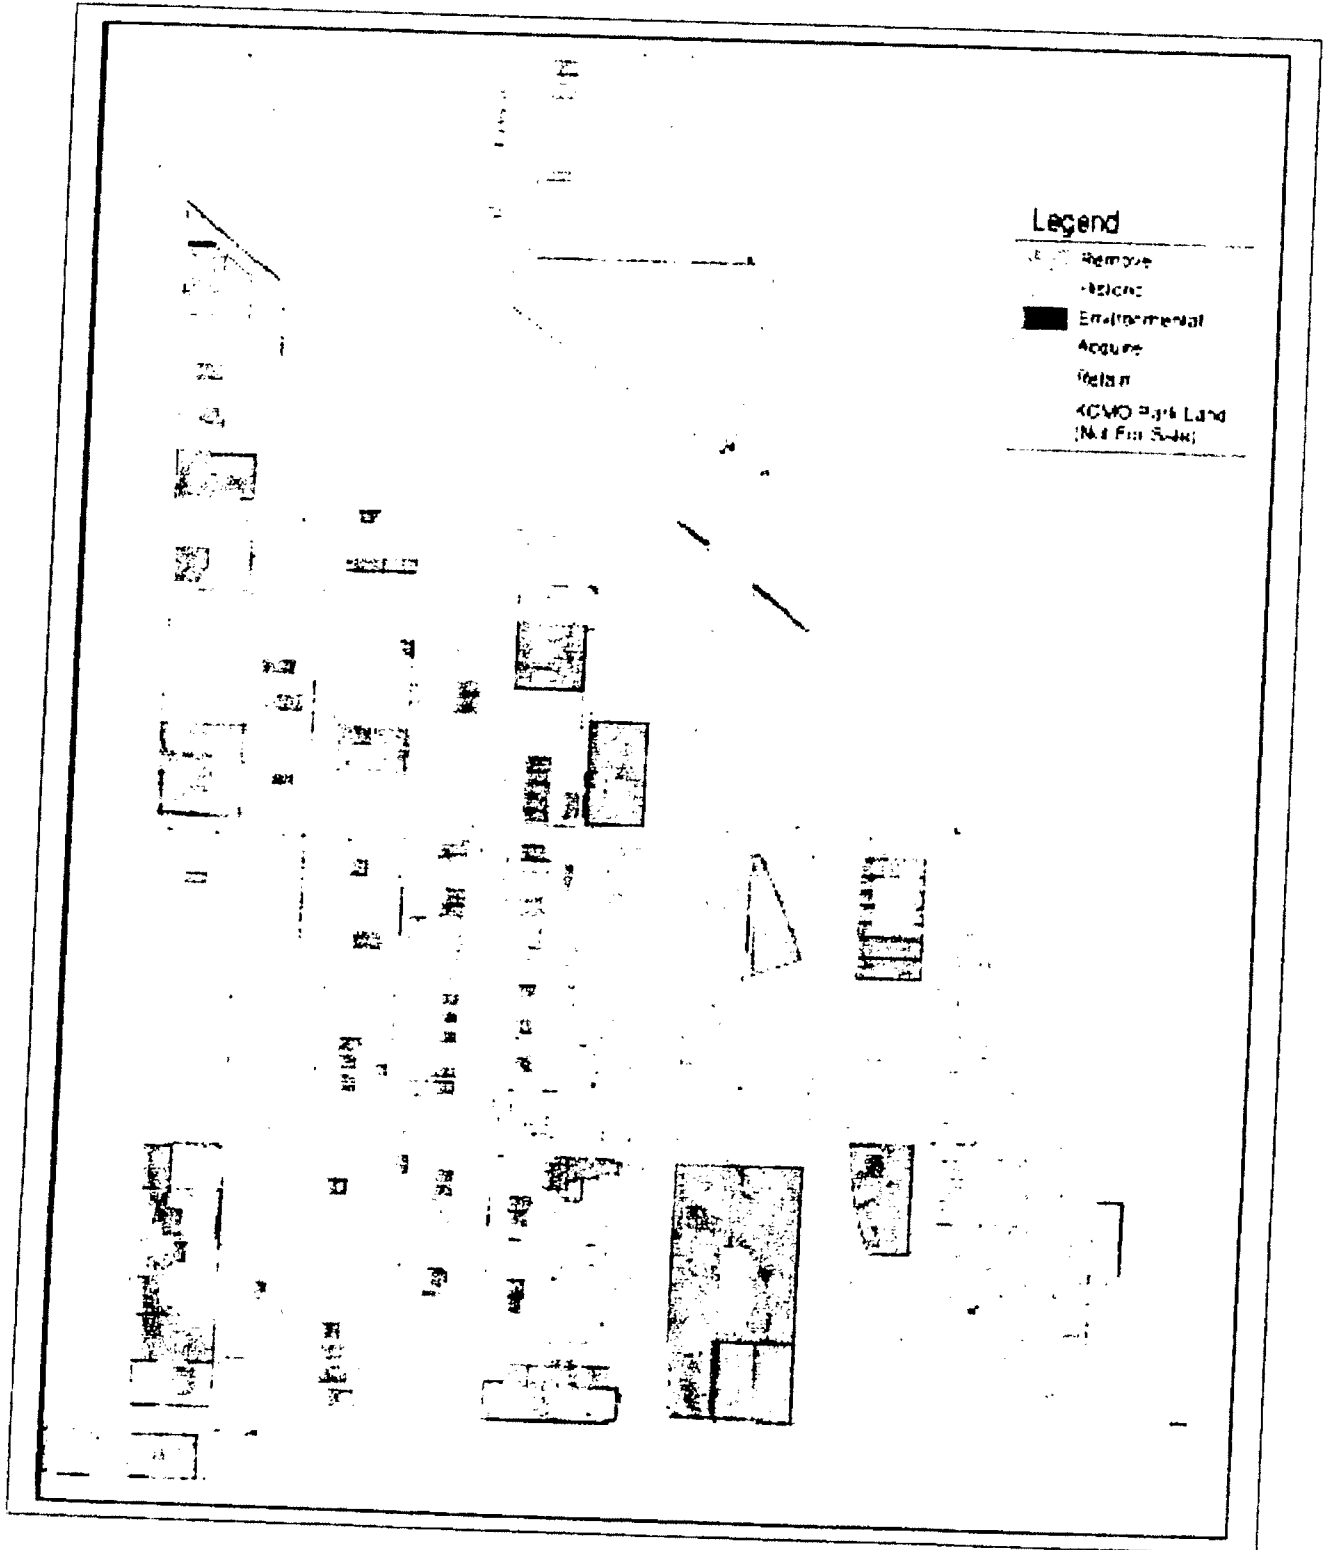 Legend
Remove
Historic
Environmental
Acquire
Retain
KCMO Park Land
(Not For Sale)